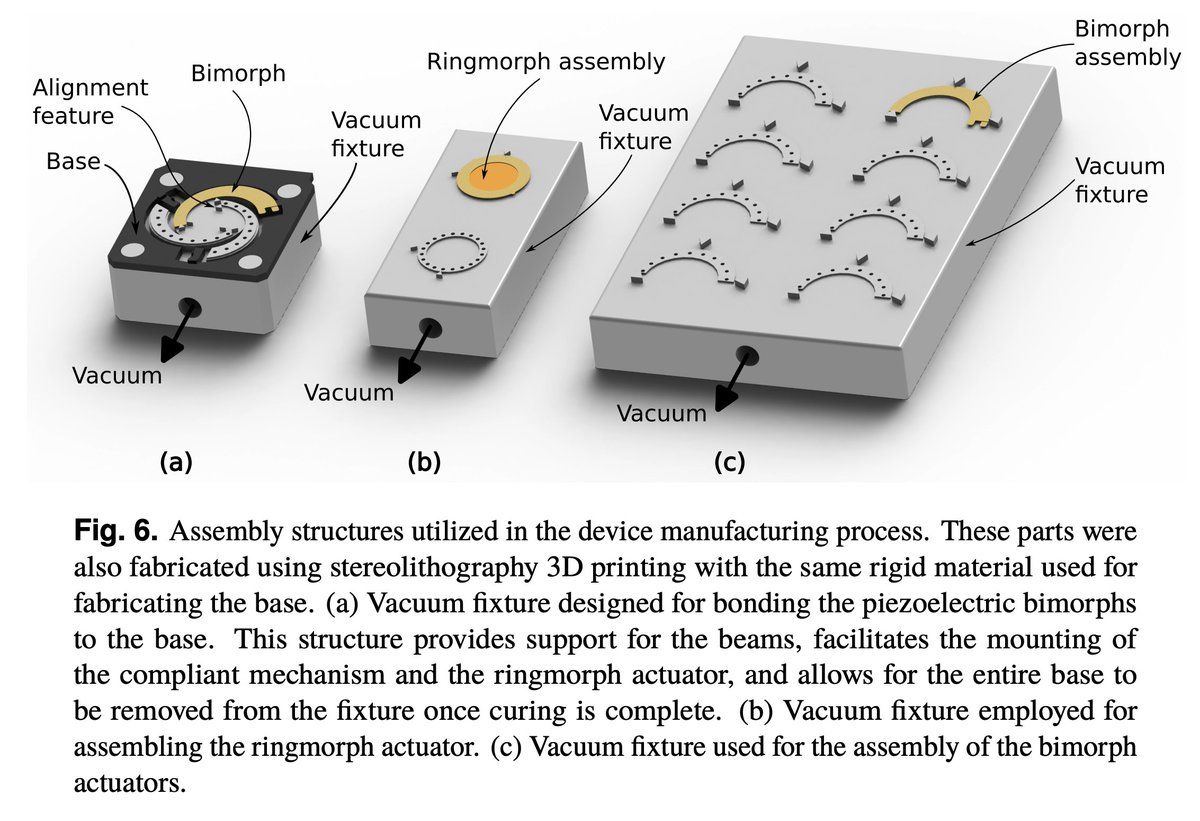 Bimorph
assembly
Ringmorph assembly
Bimorph
Alignment
feature
Vacuum
fixture
Vacuum
fixture
Base
Vacuum
fixture
Vacuum
Vacuum
Vacuum
(a)
(b)
(c)
Fig. 6. Assembly structures utilized in the device manufacturing process. These parts were
also fabricated using stereolithography 3D printing with the same rigid material used for
fabricating the base. (a) Vacuum fixture designed for bonding the piezoelectric bimorphs
to the base. This structure provides support for the beams, facilitates the mounting of
the compliant mechanism and the ringmorph actuator, and allows for the entire base to
be removed from the fixture once curing is complete. (b) Vacuum fixture employed for
assembling the ringmorph actuator. (c) Vacuum fixture used for the assembly of the bimorph
actuators.